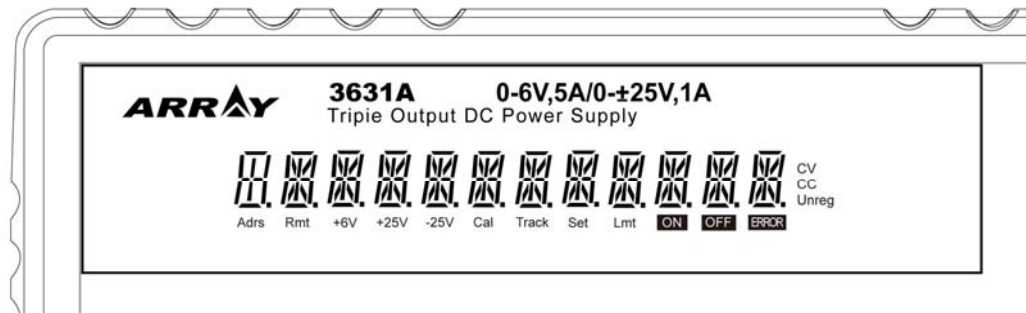 ARRAY 3631A 0-6V,5A/0-±25V,1A
Tripie Output DC Power Supply
CV
CC
Unreg
Adrs Rmt +6V +25V -25V Cal Track Set Lmt ON OFF ERROR